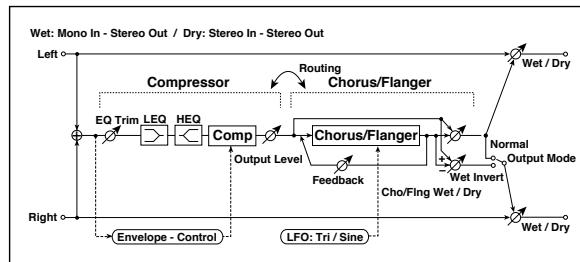 Wet: Mono In - Stereo Out / Dry: Stereo In - Stereo Out
Left
Wet / Dry
Routing
Compressor
Chorus/Flanger
EQ Trim
LEQ
HEQ
Comp
Chorus/Flanger
Normal
Output Mode
Output Level
+
−
Wet Invert
Feedback
Cho/Flng Wet / Dry
Right
Envelope - Control
LFO: Tri / Sine
Wet / Dry